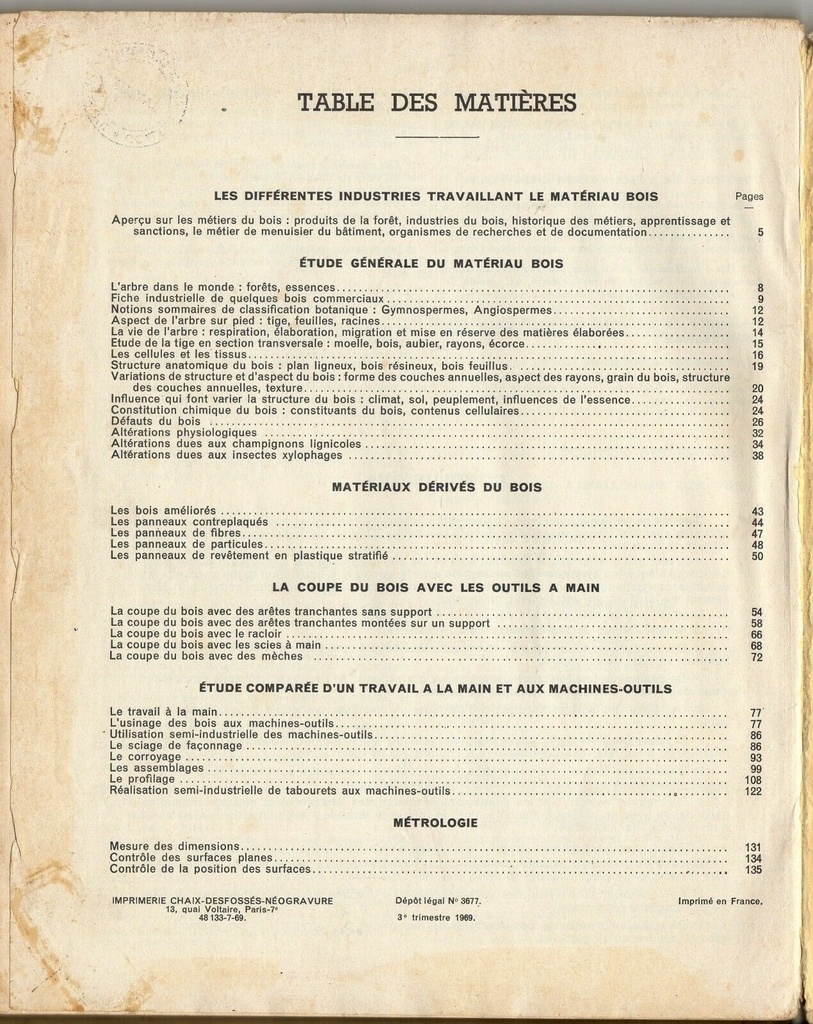 TABLE DES MATIÈRES
LES DIFFÉRENTES INDUSTRIES TRAVAILLANT LE MATÉRIAU BOIS Pages
Aperçu sur les métiers du bois : produits de la forêt, industries du bois, historique des métiers, apprentissage et
sanctions, le métier de menuisier du bâtiment, organismes de recherches et de documentation.............. 5
ÉTUDE GÉNÉRALE DU MATÉRIAU BOIS
L'arbre dans le monde : forêts, essences.............. 8
Fiche industrielle de quelques bois commerciaux.............. 9
Notions sommaires de classification botanique : Gymnospermes, Angiospermes.............. 12
Aspect de l'arbre sur pied : tige, feuilles, racines.............. 12
La vie de l'arbre : respiration, élaboration, migration et mise en réserve des matières élaborées.............. 14
Etude de la tige en section transversale : moelle, bois, aubier, rayons, écorce.............. 15
Les cellules et les tissus.............. 16
Structure anatomique du bois : plan ligneux, bois résineux, bois feuillus.............. 19
Variations de structure et d'aspect du bois : forme des couches annuelles, aspect des rayons, grain du bois, structure
des couches annuelles, texture.............. 20
Influence qui font varier la structure du bois : climat, sol, peuplement, influences de l'essence.............. 24
Constitution chimique du bois : constituants du bois, contenus cellulaires.............. 24
Défauts du bois .............. 26
Altérations physiologiques .............. 32
Altérations dues aux champignons lignicoles .............. 34
Altérations dues aux insectes xylophages .............. 38
MATÉRIAUX DÉRIVÉS DU BOIS
Les bois améliorés .............. 43
Les panneaux contreplaqués .............. 44
Les panneaux de fibres.............. 47
Les panneaux de particules.............. 48
Les panneaux de revêtement en plastique stratifié .............. 50
LA COUPE DU BOIS AVEC LES OUTILS A MAIN
La coupe du bois avec des arêtes tranchantes sans support .............. 54
La coupe du bois avec des arêtes tranchantes montées sur un support .............. 58
La coupe du bois avec le racloir .............. 66
La coupe du bois avec les scies à main .............. 68
La coupe du bois avec des mèches .............. 72
ÉTUDE COMPARÉE D'UN TRAVAIL A LA MAIN ET AUX MACHINES-OUTILS
Le travail à la main.............. 77
L'usinage des bois aux machines-outils.............. 77
Utilisation semi-industrielle des machines-outils.............. 86
Le sciage de façonnage .............. 86
Le corroyage .............. 93
Les assemblages .............. 99
Le profilage .............. 108
Réalisation semi-industrielle de tabourets aux machines-outils.............. 122
MÉTROLOGIE
Mesure des dimensions.............. 131
Contrôle des surfaces planes.............. 134
Contrôle de la position des surfaces.............. 135
IMPRIMERIE CHAIX-DESFOSSÉS-NÉOGRAVURE Dépôt légal Nº 3677. Imprimé en France.
13, quai Voltaire, Paris-7ᵉ
48 133-7-69. 3ᵉ trimestre 1969.